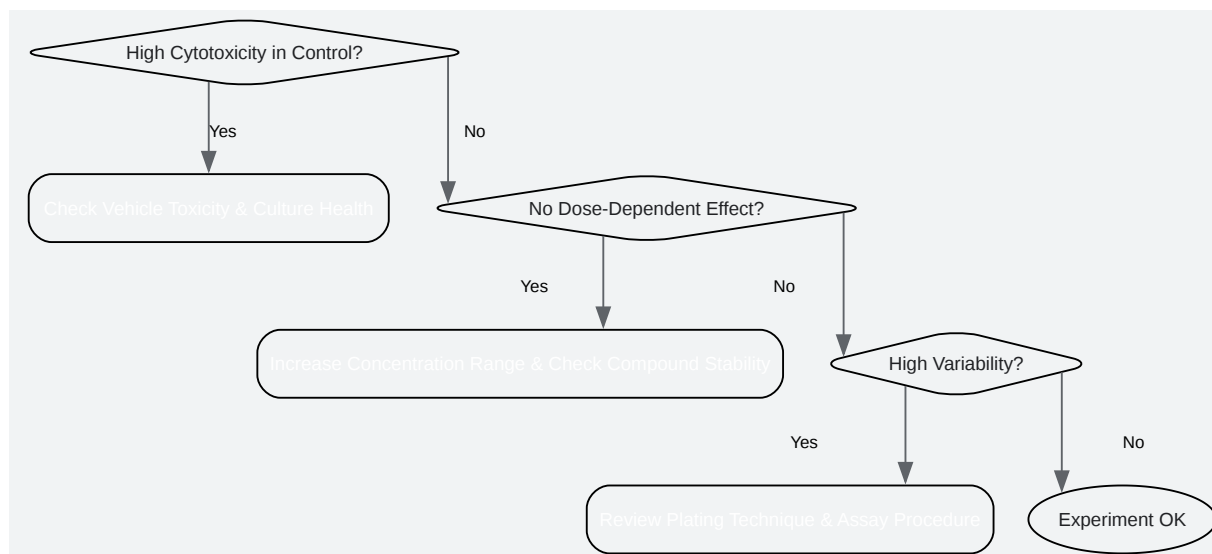 High Cytotoxicity in Control?
Yes
No
Check Vehicle Toxicity & Culture Health
No Dose-Dependent Effect?
Yes
No
Increase Concentration Range & Check Compound Stability
High Variability?
Yes
No
Review Plating Technique & Assay Procedure
Experiment OK